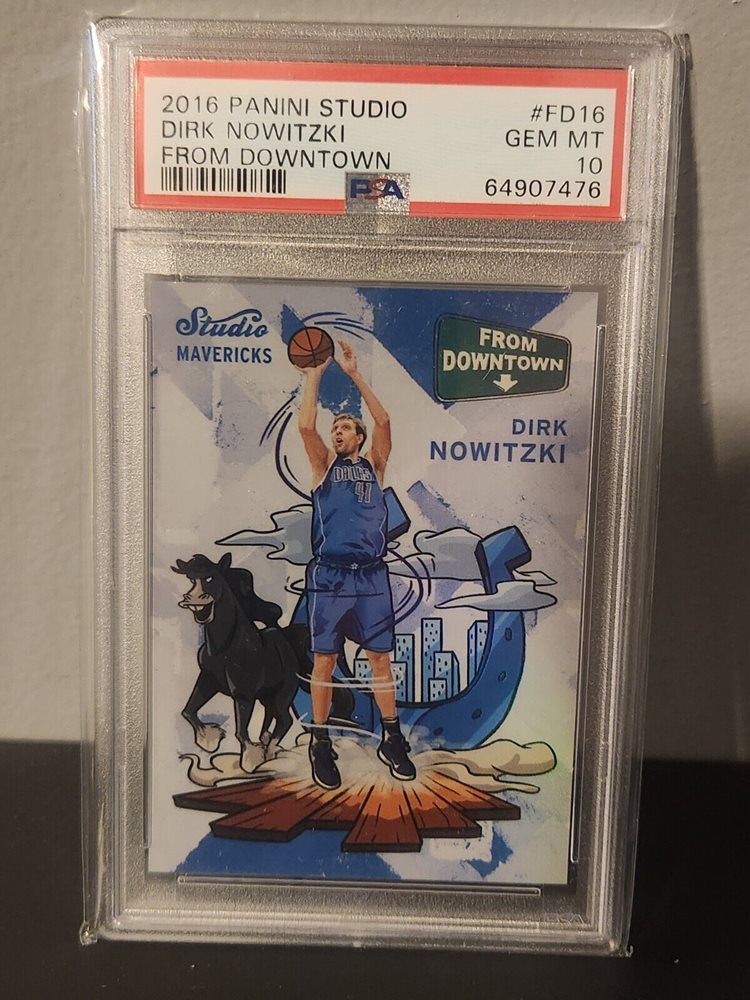 2016 PANINI STUDIO #FD16
DIRK NOWITZKI GEM MT
FROM DOWNTOWN 10
PSA 64907476
Studio
MAVERICKS
FROM
DOWNTOWN
DIRK
NOWITZKI
DALLAS
41
PSA